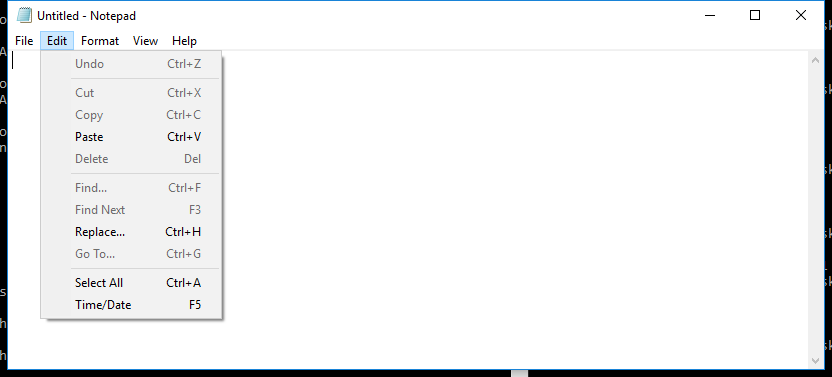 Untitled - Notepad
File Edit Format View Help
Undo Ctrl+Z
Cut Ctrl+X
Copy Ctrl+C
Paste Ctrl+V
Delete Del
Find... Ctrl+F
Find Next F3
Replace... Ctrl+H
Go To... Ctrl+G
Select All Ctrl+A
Time/Date F5